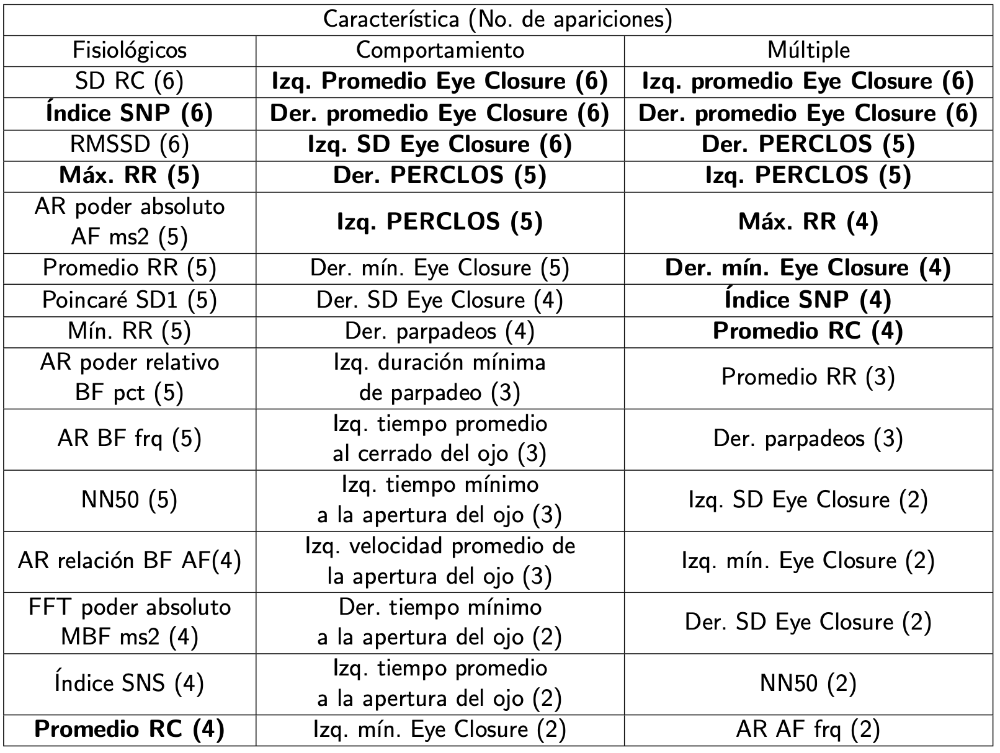 Característica (No. de apariciones)
Fisiológicos Comportamiento Múltiple
SD RC (6) Izq. Promedio Eye Closure (6) Izq. promedio Eye Closure (6)
Índice SNP (6) Der. promedio Eye Closure (6) Der. promedio Eye Closure (6)
RMSSD (6) Izq. SD Eye Closure (6) Der. PERCLOS (5)
Máx. RR (5) Der. PERCLOS (5) Izq. PERCLOS (5)
AR poder absoluto
AF ms2 (5) Izq. PERCLOS (5) Máx. RR (4)
Promedio RR (5) Der. mín. Eye Closure (5) Der. mín. Eye Closure (4)
Poincaré SD1 (5) Der. SD Eye Closure (4) Índice SNP (4)
Mín. RR (5) Der. parpadeos (4) Promedio RC (4)
AR poder relativo Izq. duración mínima
BF pct (5) de parpadeo (3) Promedio RR (3)
Izq. tiempo promedio
AR BF frq (5) al cerrado del ojo (3) Der. parpadeos (3)
Izq. tiempo mínimo
NN50 (5) a la apertura del ojo (3) Izq. SD Eye Closure (2)
Izq. velocidad promedio de
AR relación BF AF(4) la apertura del ojo (3) Izq. mín. Eye Closure (2)
FFT poder absoluto Der. tiempo mínimo
MBF ms2 (4) a la apertura del ojo (2) Der. SD Eye Closure (2)
Izq. tiempo promedio
Índice SNS (4) a la apertura del ojo (2) NN50 (2)
Promedio RC (4) Izq. mín. Eye Closure (2) AR AF frq (2)